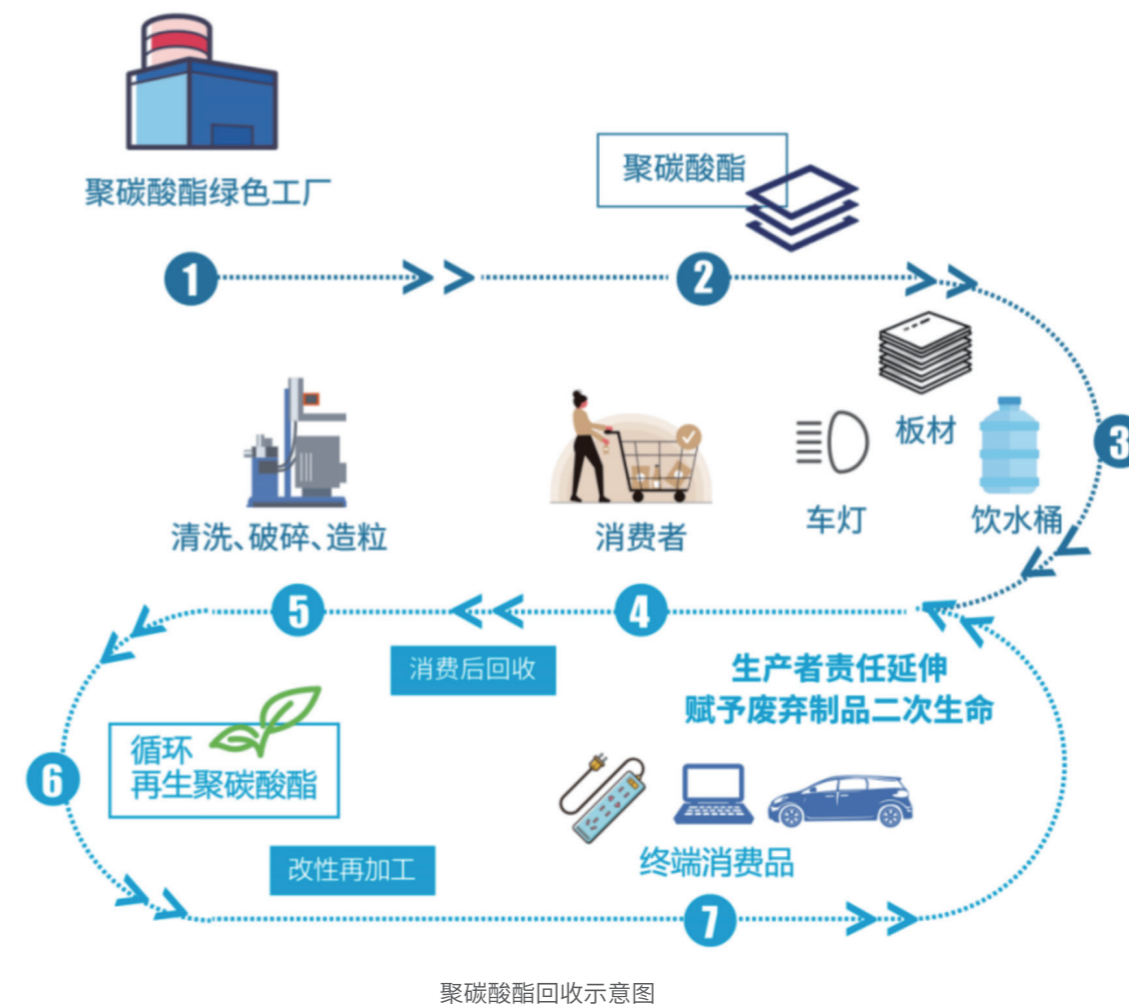 聚碳酸酯绿色工厂
聚碳酸酯
1
2
3
板材
车灯
饮水桶
清洗、破碎、造粒
消费者
5
4
消费后回收
生产者责任延伸
赋予废弃制品二次生命
循环
再生聚碳酸酯
6
改性再加工
终端消费品
7
聚碳酸酯回收示意图